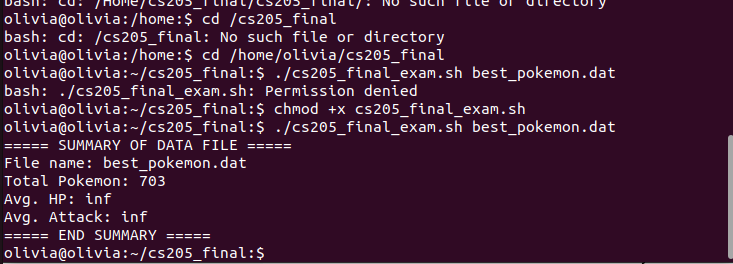 bash: cd: /Home/cs205_final/cs205_final/: No such file or directory
olivia@olivia:/home:$ cd /cs205_final
bash: cd: /cs205_final: No such file or directory
olivia@olivia:/home:$ cd /home/olivia/cs205_final
olivia@olivia:~/cs205_final:$ ./cs205_final_exam.sh best_pokemon.dat
bash: ./cs205_final_exam.sh: Permission denied
olivia@olivia:~/cs205_final:$ chmod +x cs205_final_exam.sh
olivia@olivia:~/cs205_final:$ ./cs205_final_exam.sh best_pokemon.dat
===== SUMMARY OF DATA FILE =====
File name: best_pokemon.dat
Total Pokemon: 703
Avg. HP: inf
Avg. Attack: inf
===== END SUMMARY =====
olivia@olivia:~/cs205_final:$